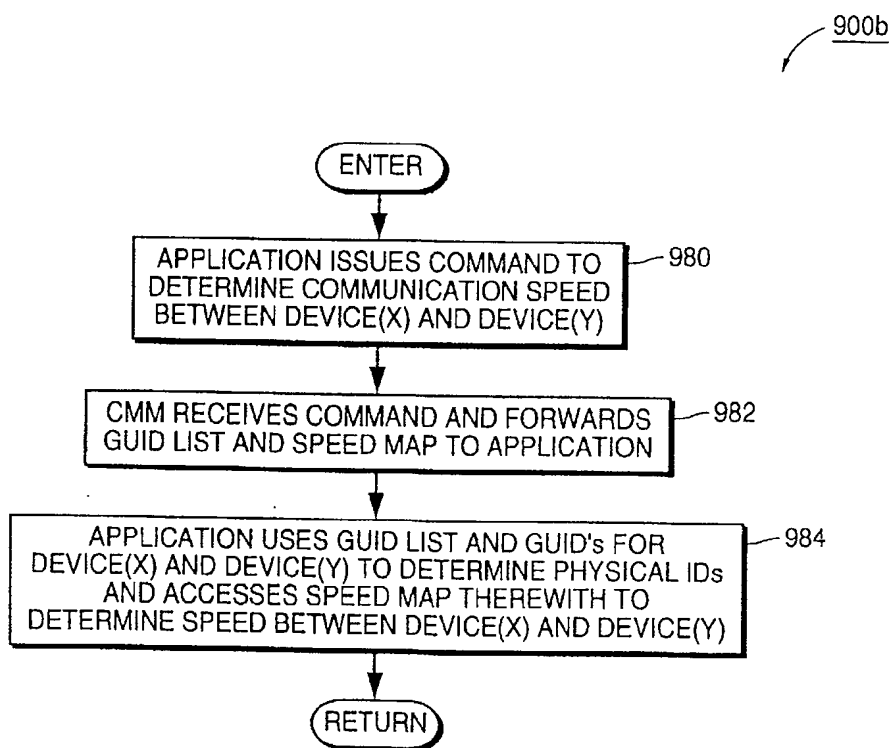 900b
ENTER
APPLICATION ISSUES COMMAND TO
DETERMINE COMMUNICATION SPEED
BETWEEN DEVICE(X) AND DEVICE(Y)
980
CMM RECEIVES COMMAND AND FORWARDS
GUID LIST AND SPEED MAP TO APPLICATION
982
APPLICATION USES GUID LIST AND GUID's FOR
DEVICE(X) AND DEVICE(Y) TO DETERMINE PHYSICAL IDs
AND ACCESSES SPEED MAP THEREWITH TO
DETERMINE SPEED BETWEEN DEVICE(X) AND DEVICE(Y)
984
RETURN